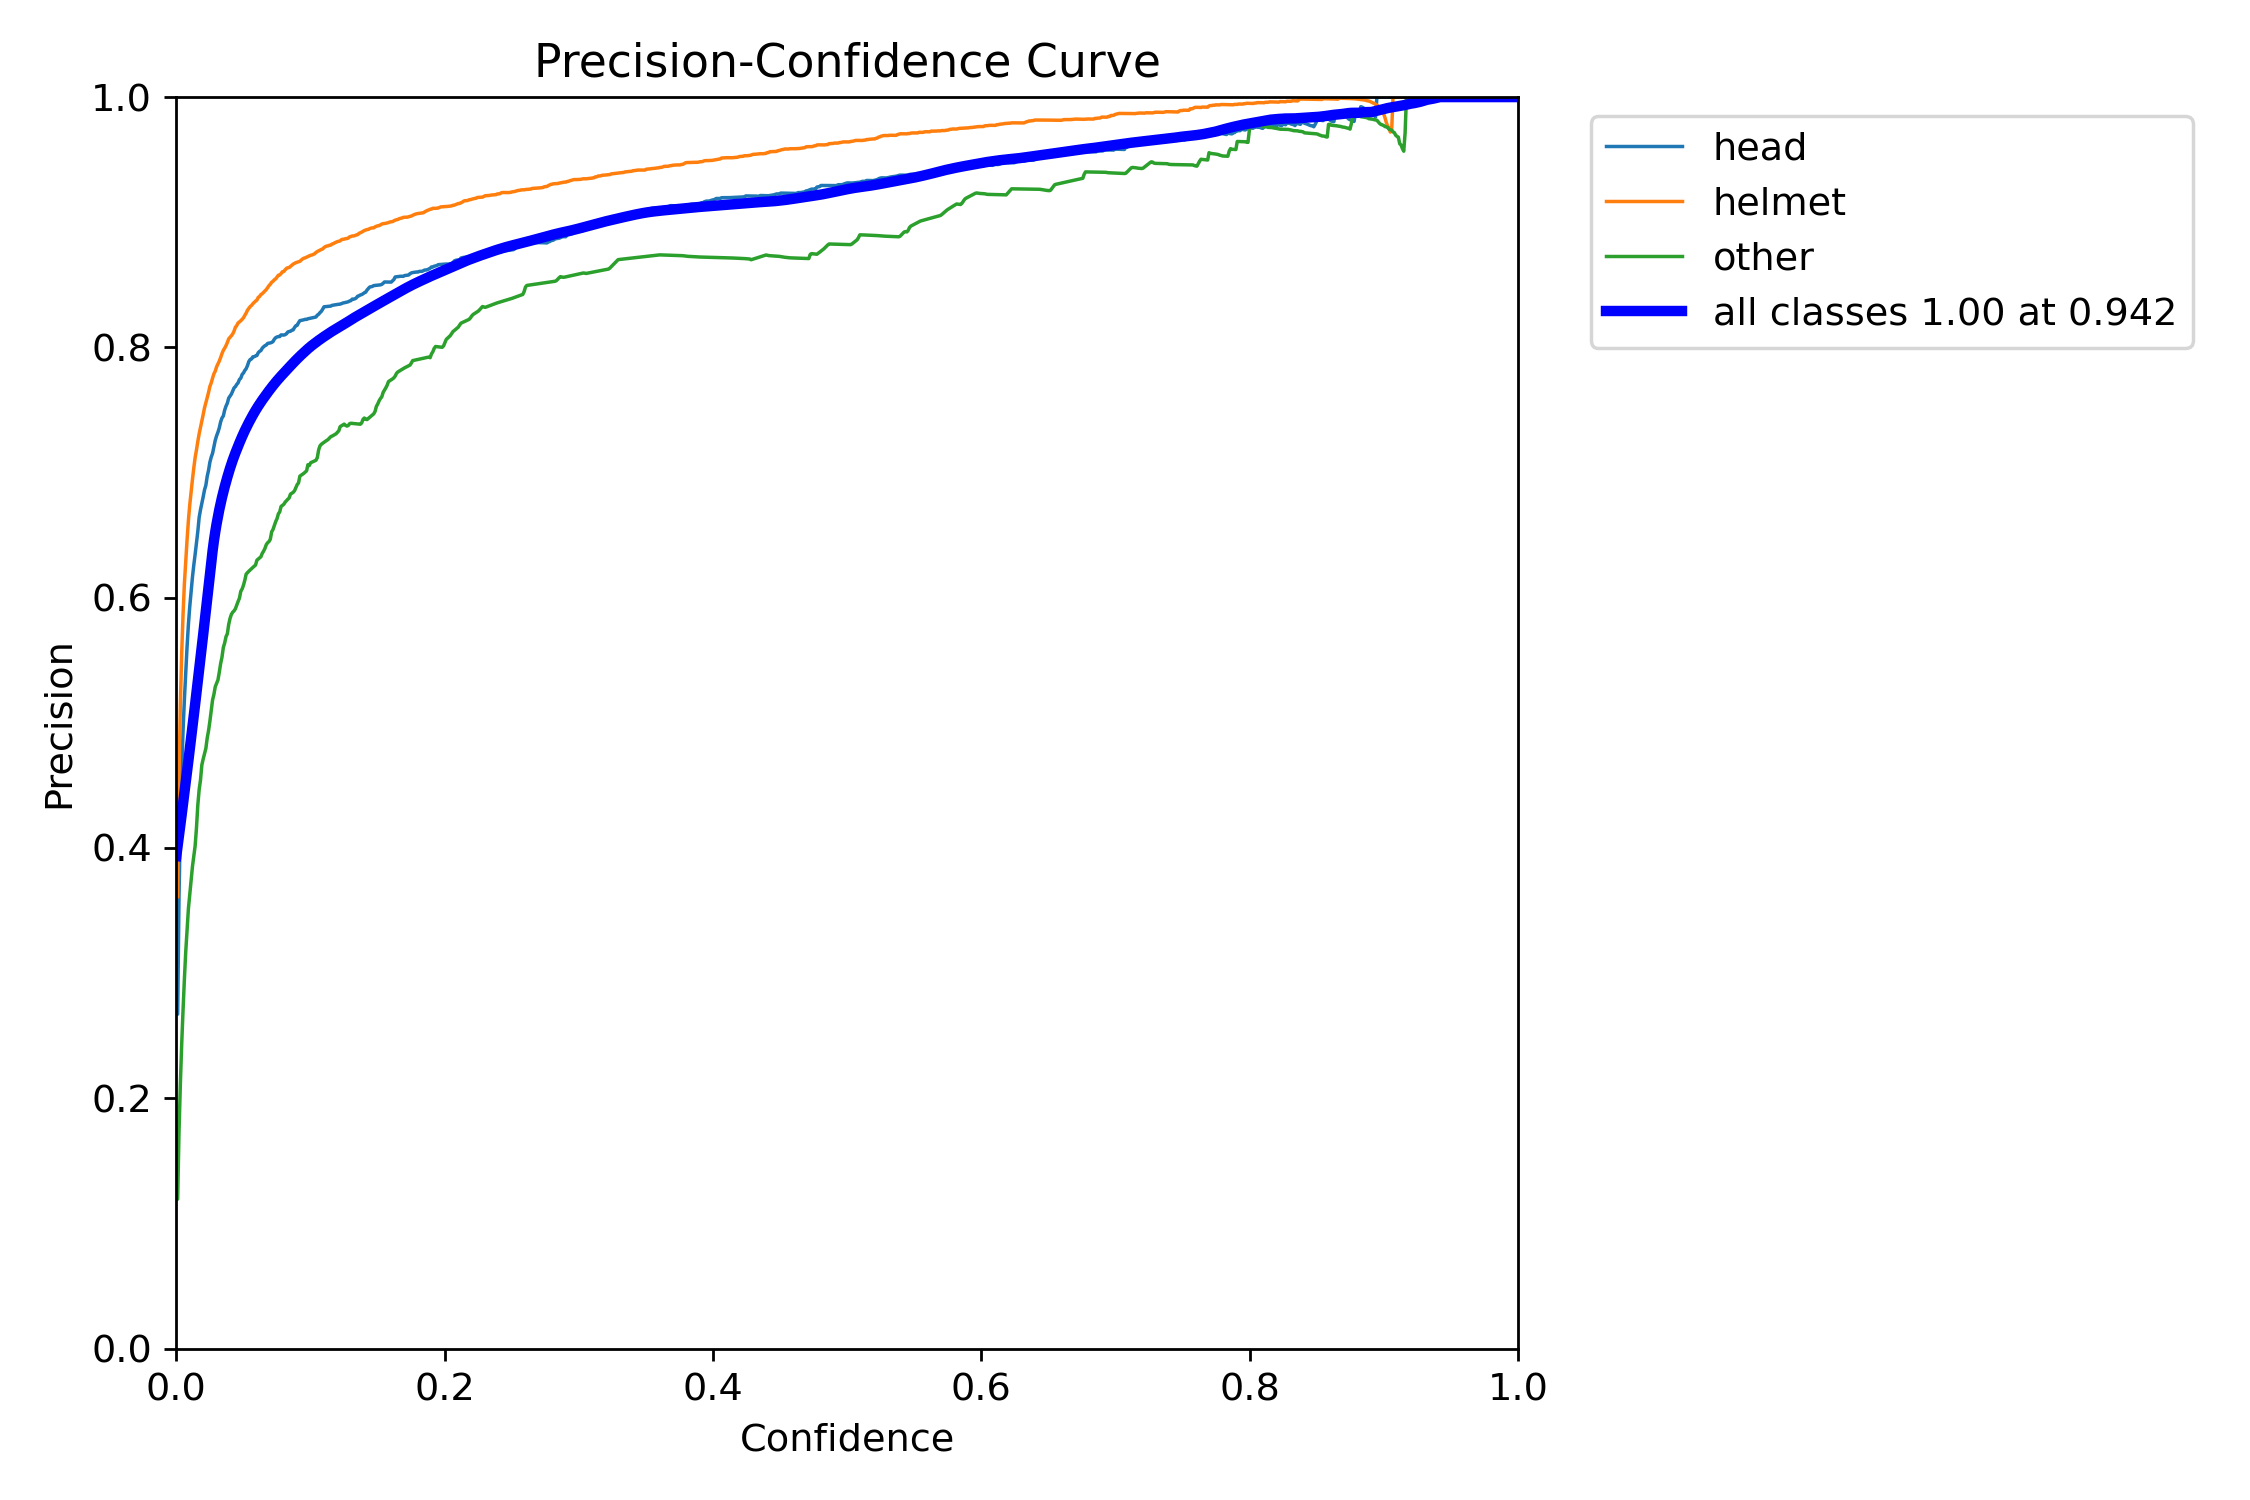 Precision-Confidence Curve
1.0
0.8
0.6
0.4
0.2
0.0
Precision
0.0 0.2 0.4 0.6 0.8 1.0
Confidence
head
helmet
other
all classes 1.00 at 0.942